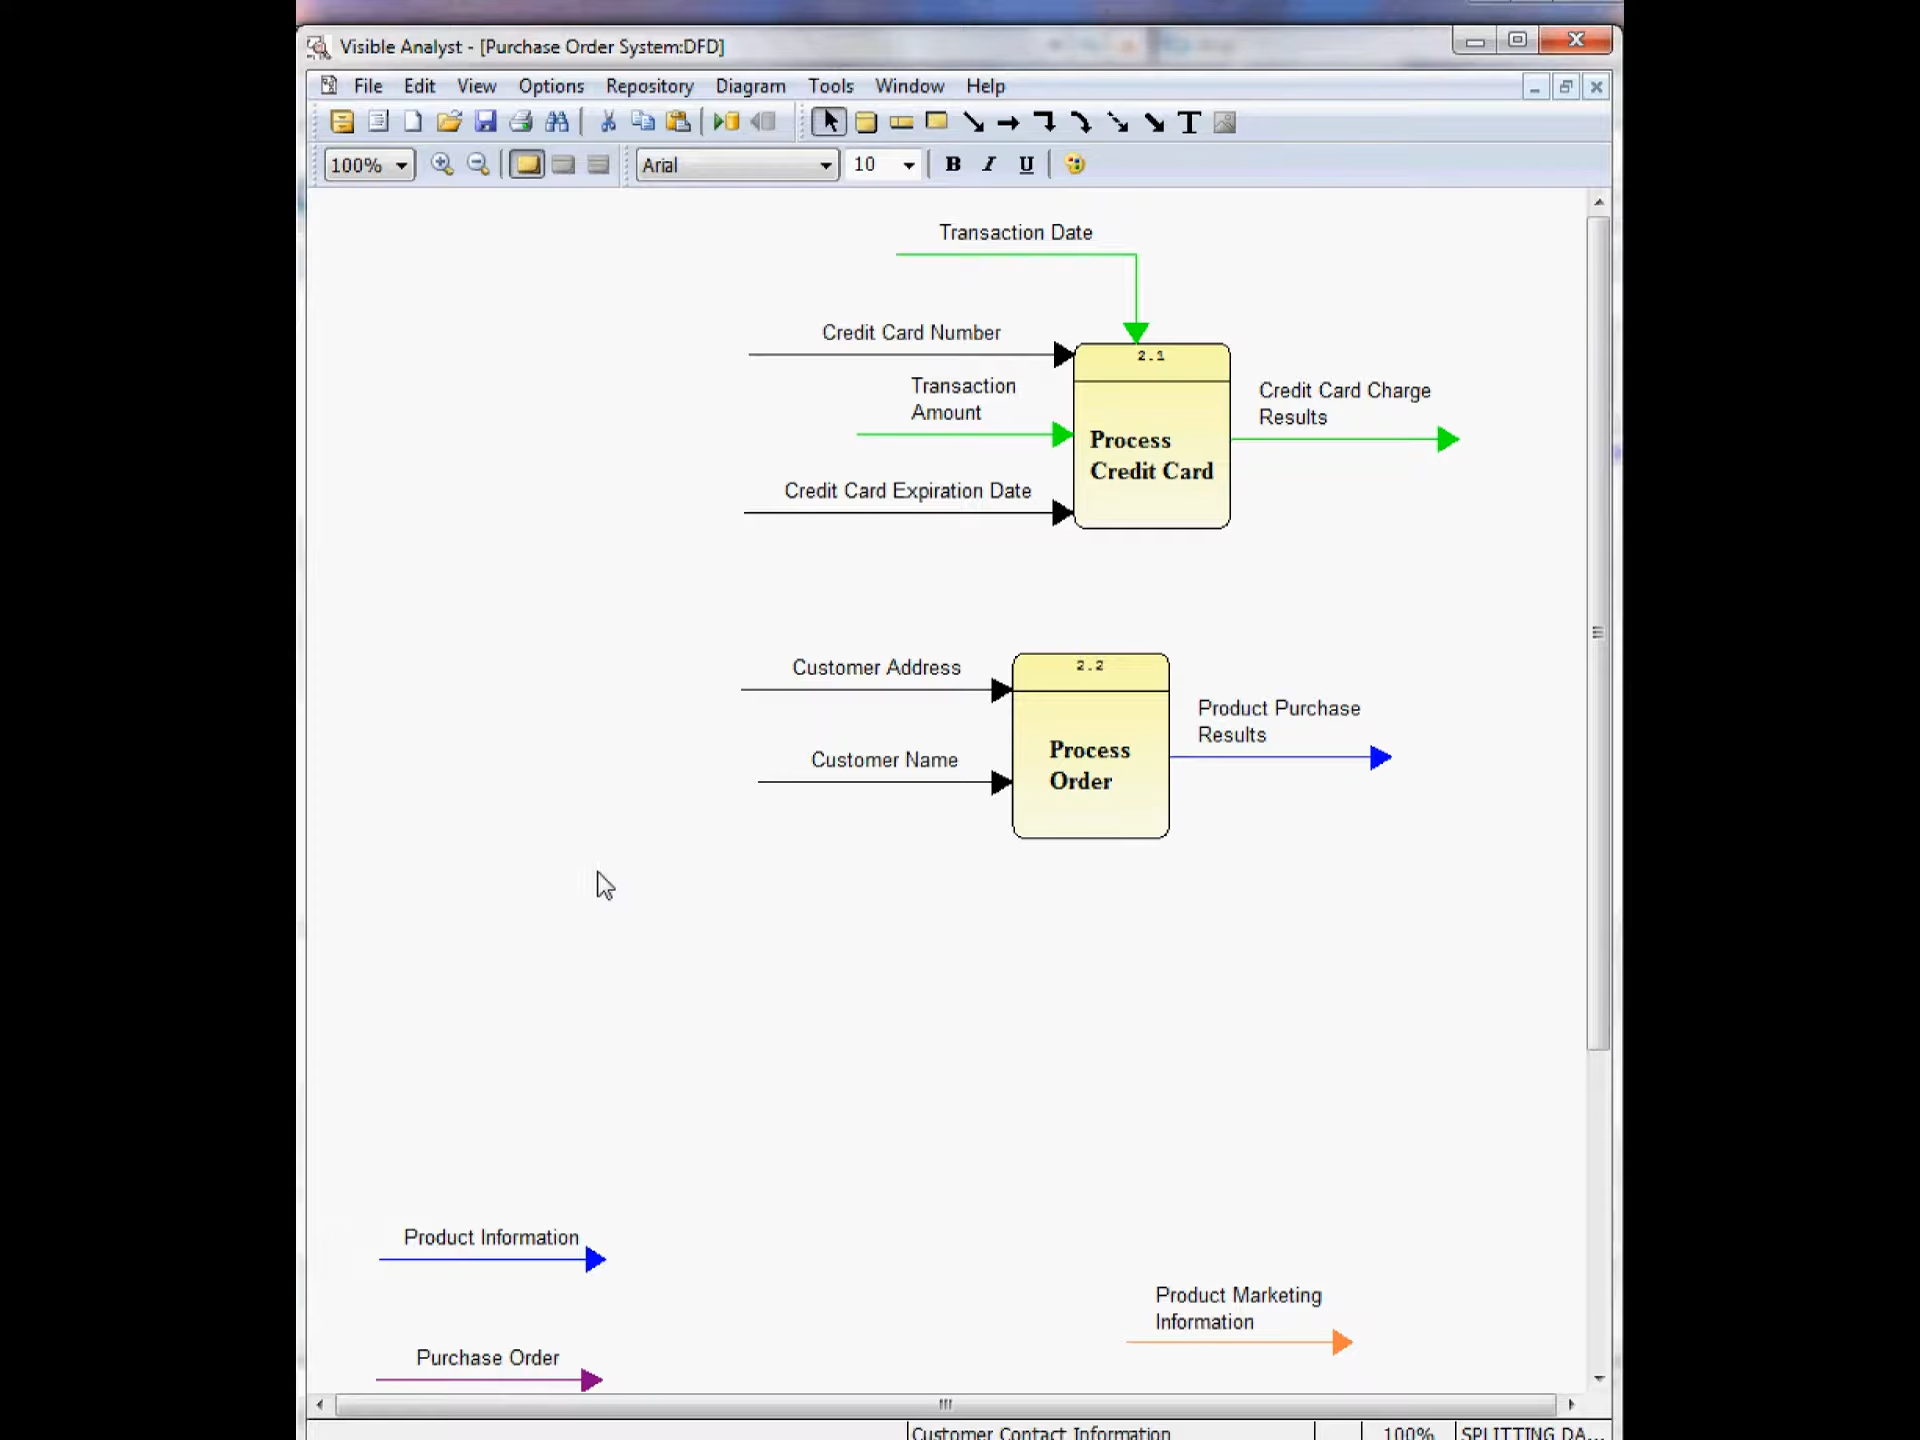 Visible Analyst - [Purchase Order System:DFD]
File Edit View Options Repository Diagram Tools Window Help
T
100% Arial 10 B I U
Transaction Date
Credit Card Number
2.1
Transaction
Amount
Credit Card Charge
Results
Process
Credit Card
Credit Card Expiration Date
Customer Address
2.2
Product Purchase
Results
Process
Order
Customer Name
Product Information
Product Marketing
Information
Purchase Order
Customer Contact Information 100% SPLITTING DA...